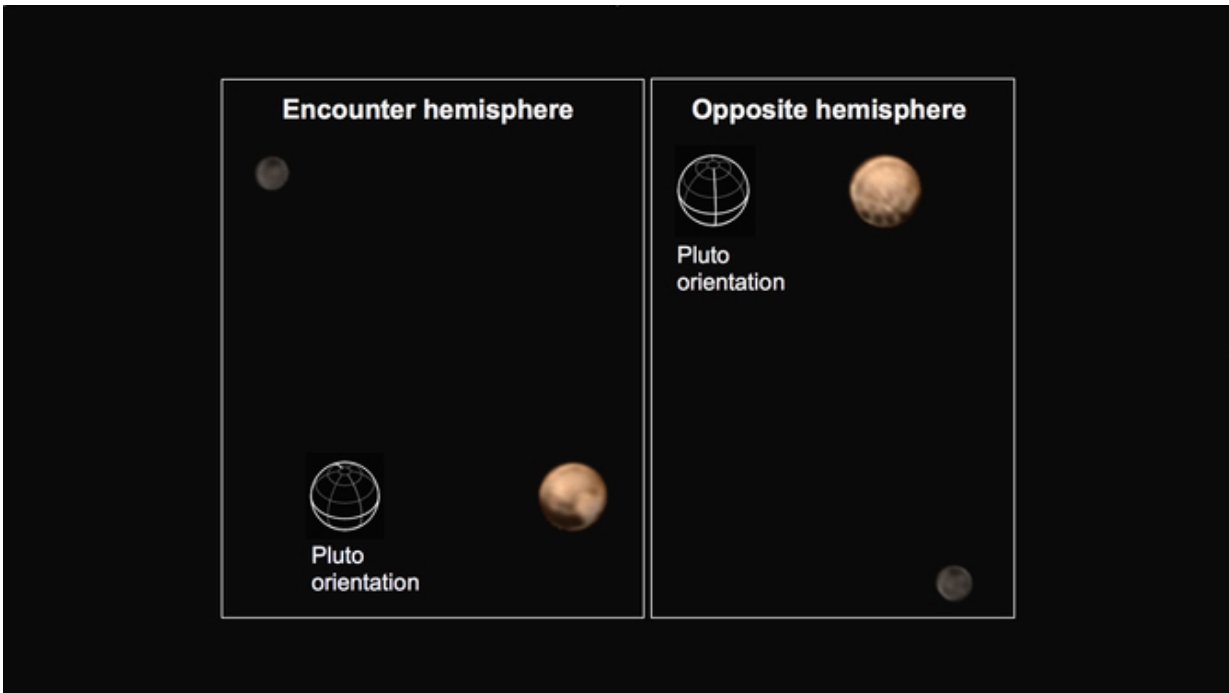 Encounter hemisphere
Pluto
orientation
Opposite hemisphere
Pluto
orientation